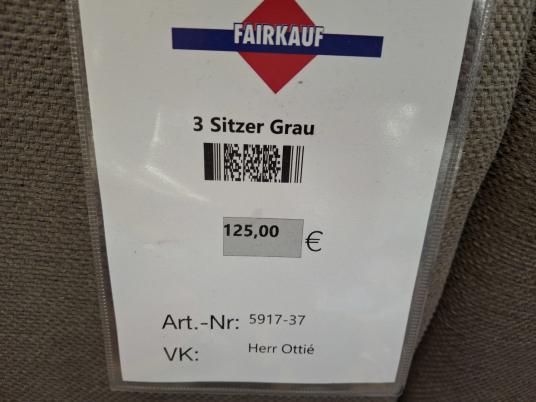 FAIRKAUF
3 Sitzer Grau
125,00 €
Art.-Nr: 5917-37
VK: Herr Ottié